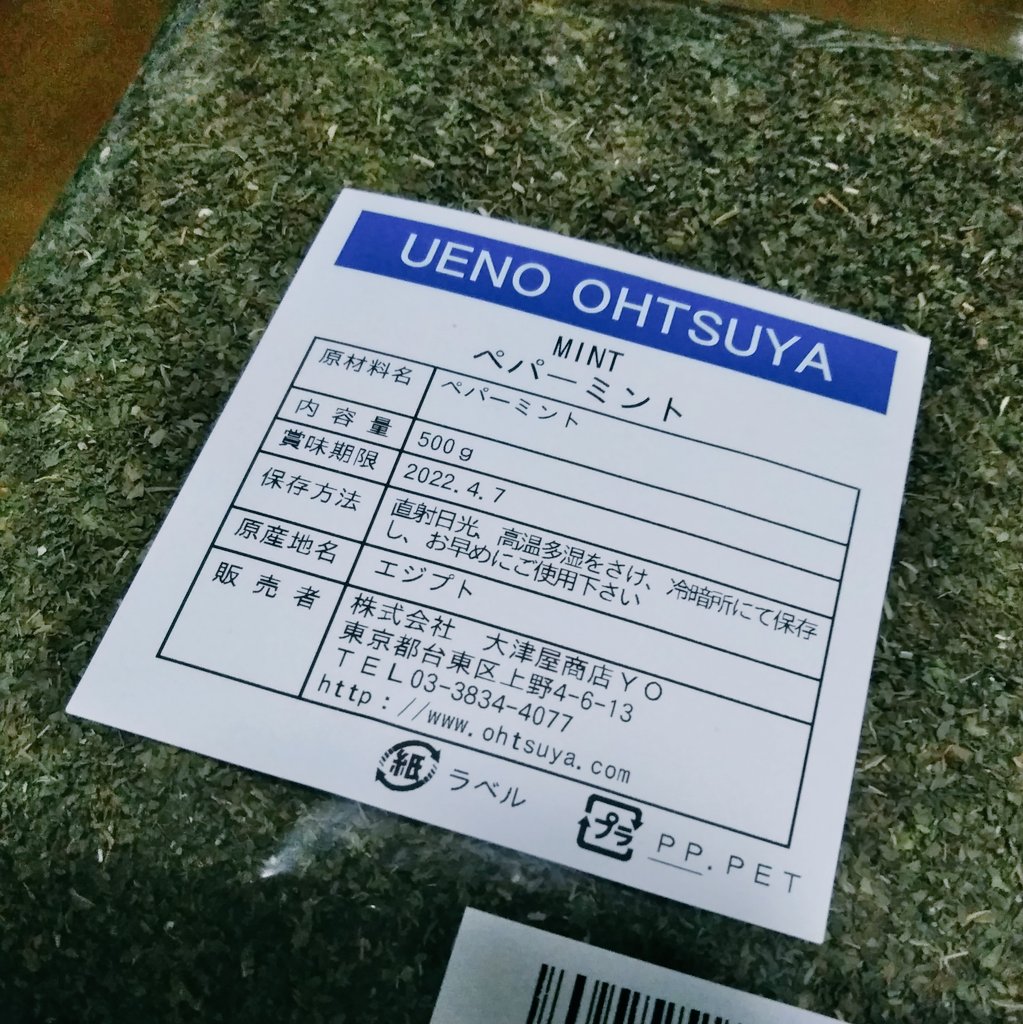 UENO OHTSUYA
MINT
ペパーミント
原材料名 ペパーミント
内容量 500g
賞味期限 2022.4.7
保存方法 直射日光、高温多湿をさけ、冷暗所にて保存
し、お早めにご使用下さい
原産地名 エジプト
販売者 株式会社 大津屋商店YO
東京都台東区上野4-6-13
TEL03-3834-4077
http://www.ohtsuya.com
紙 ラベル
プラ PP.PET